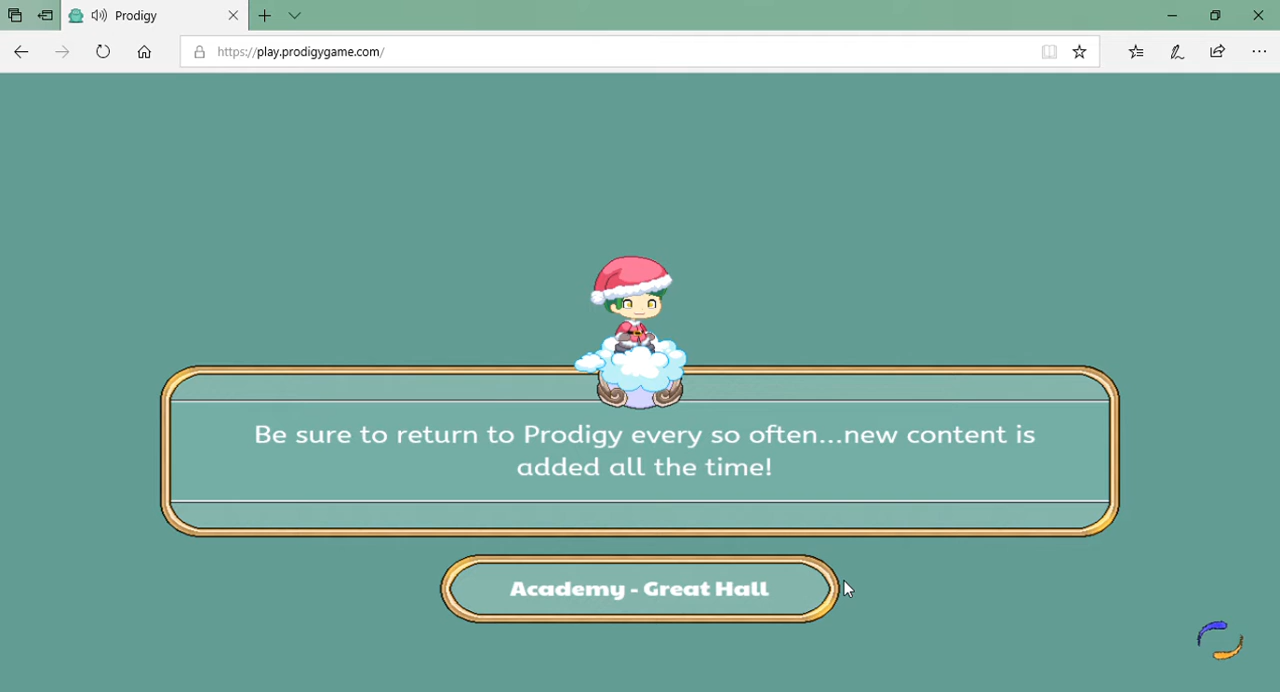 Prodigy
https://play.prodigygame.com/
Be sure to return to Prodigy every so often...new content is
added all the time!
Academy - Great Hall